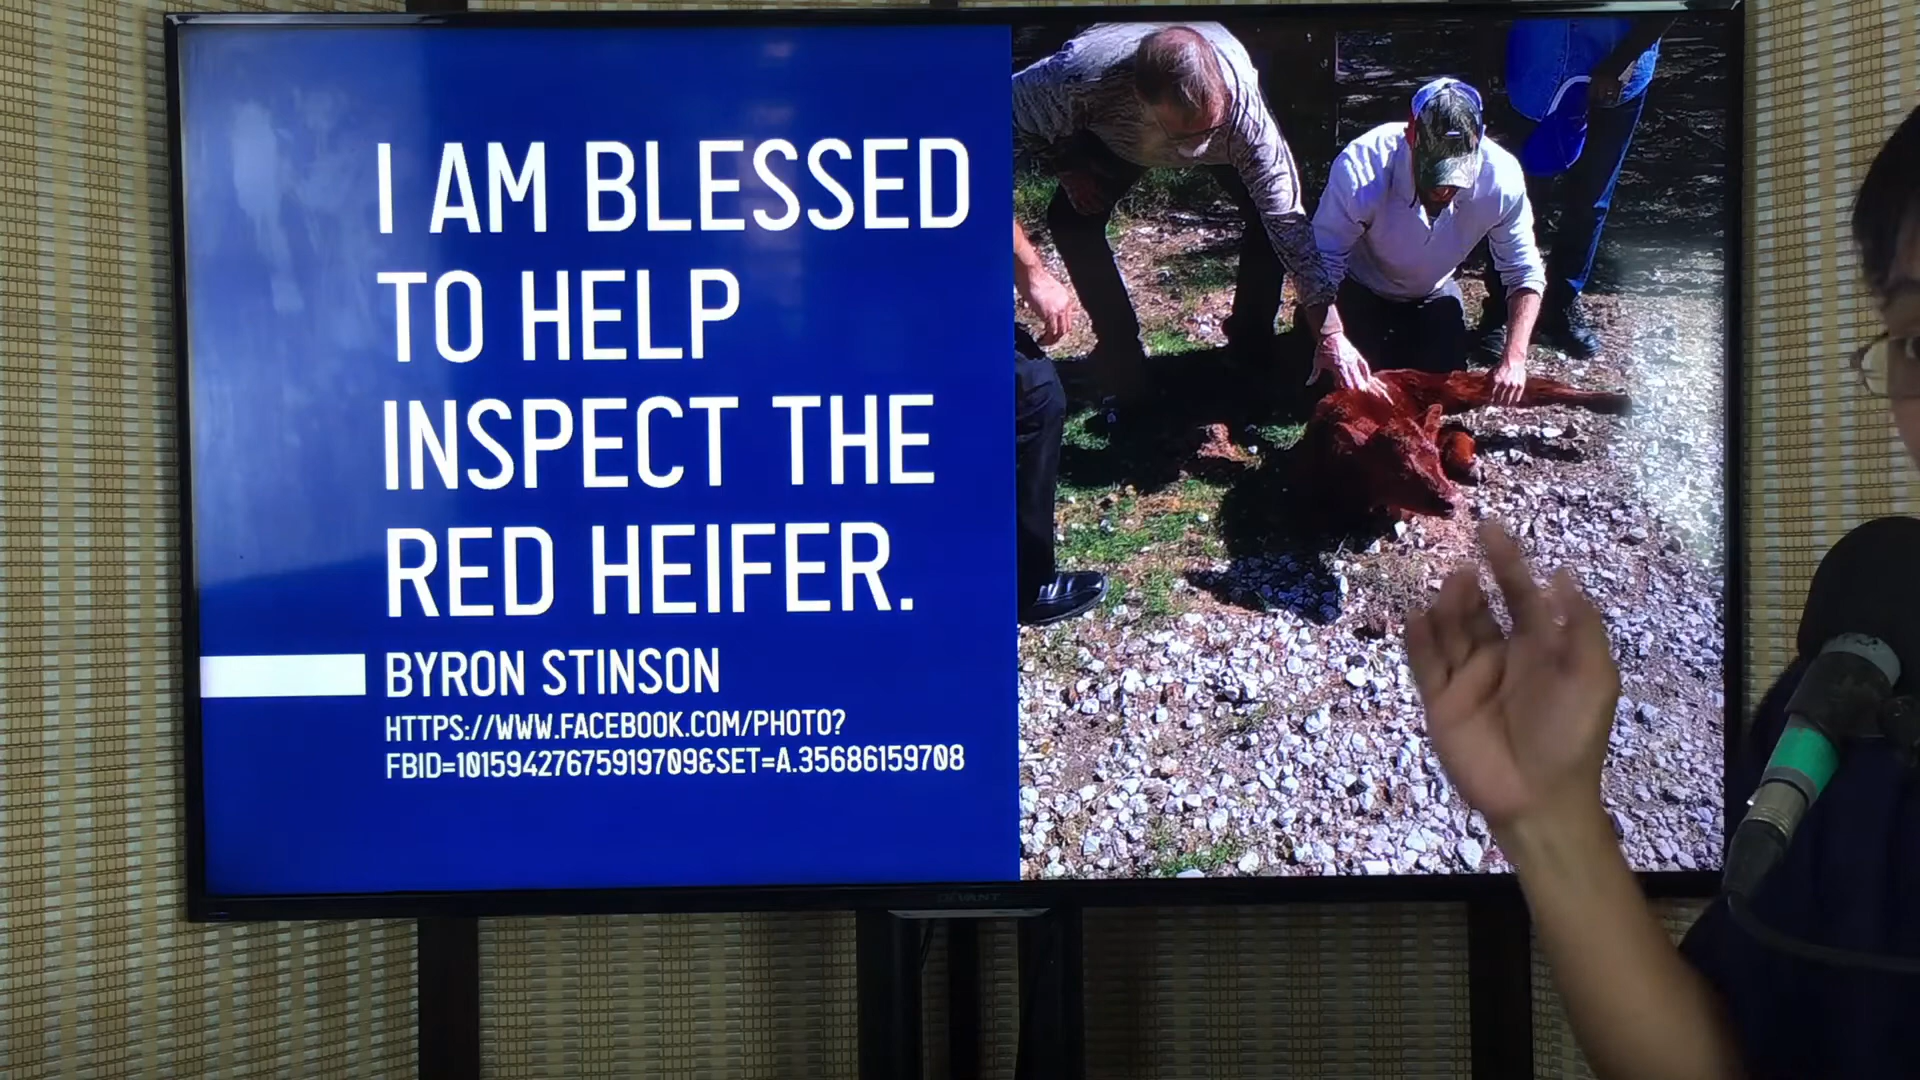 I AM BLESSED
TO HELP
INSPECT THE
RED HEIFER.
BYRON STINSON
HTTPS://WWW.FACEBOOK.COM/PHOTO?
FBID=10159427675919709&SET=A.35686159708
DEVANT